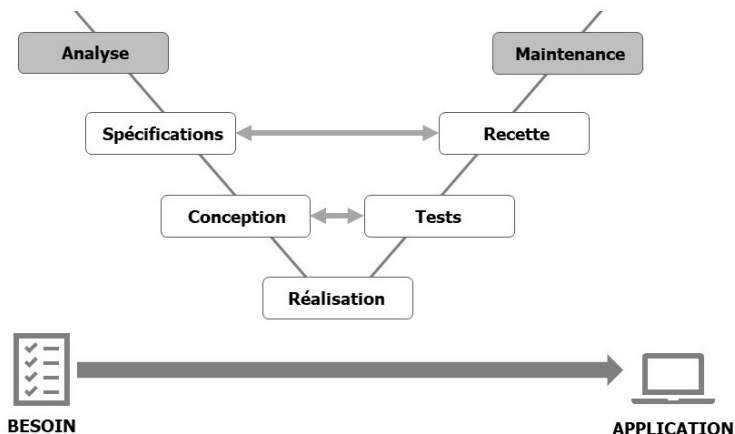 Analyse
Maintenance
Spécifications
Recette
Conception
Tests
Réalisation
BESOIN
APPLICATION